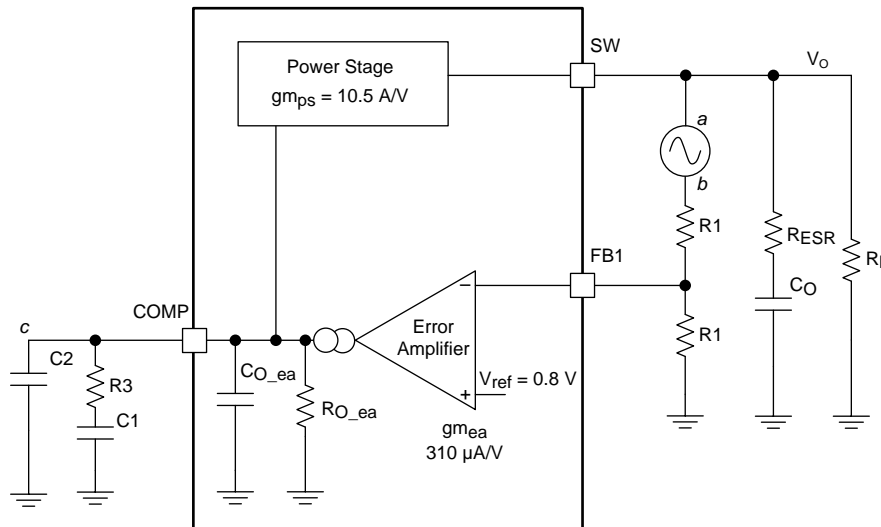 SW
V_O
Power Stage
gm_ps = 10.5 A/V
a
b
R1
R_ESR
FB1
C_O
COMP
c
C2
R3
C1
C_O_ea
R_O_ea
Error
Amplifier
−
+
V_ref = 0.8 V
gm_ea
310 µA/V
R1